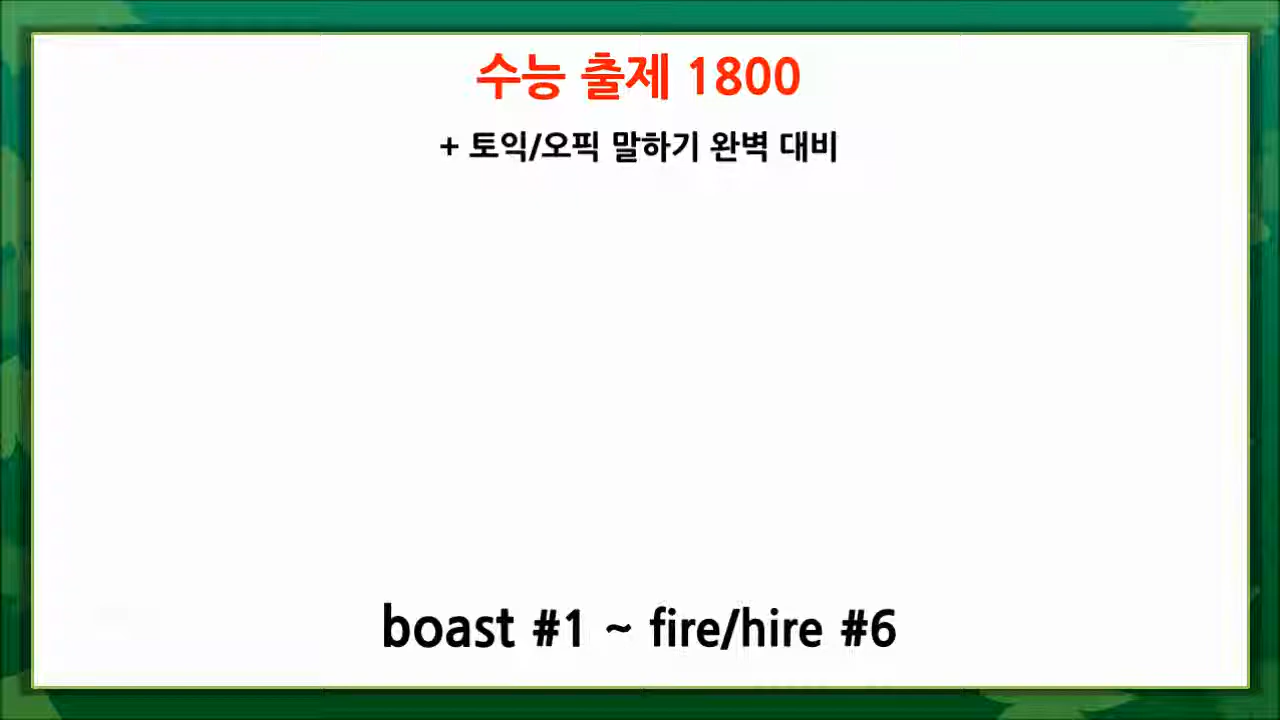 수능 출제 1800
+ 토익/오픽 말하기 완벽 대비
boast #1 ~ fire/hire #6